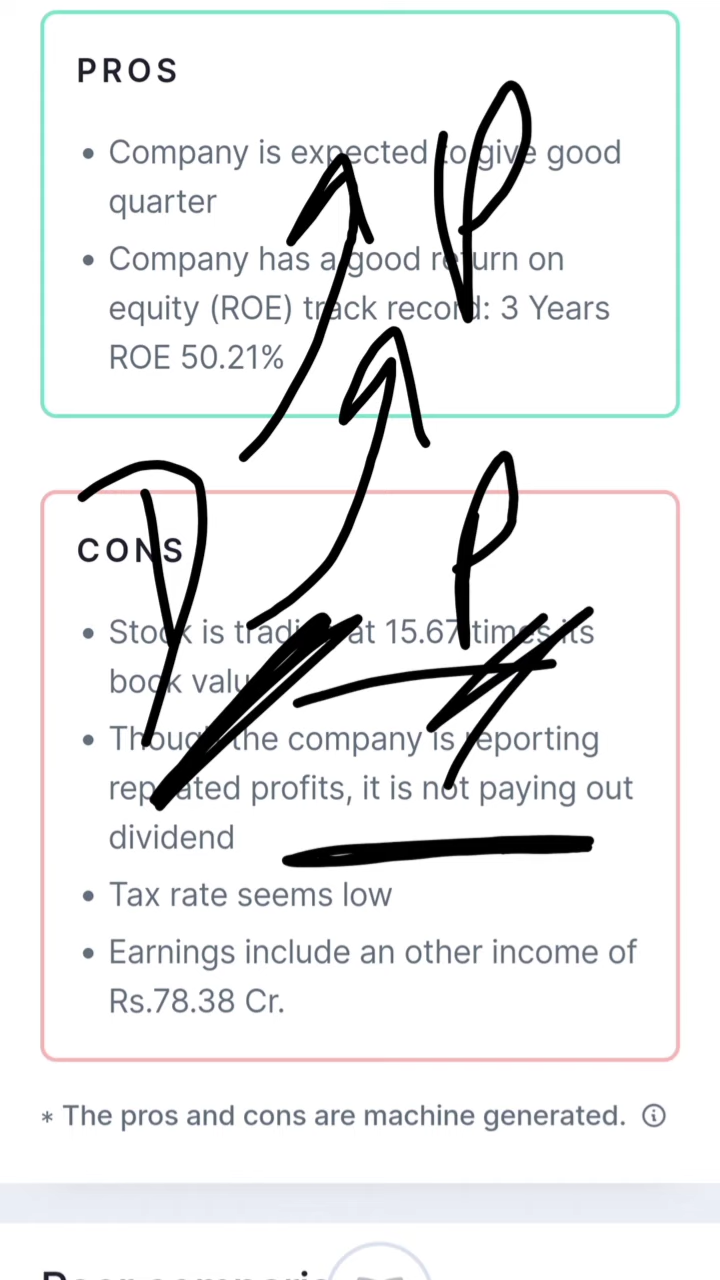 PROS
• Company is expected to give good
quarter
• Company has a good return on
equity (ROE) track record: 3 Years
ROE 50.21%
P
D
P
CONS
• Stock is trading at 15.67 times its
book value
• Though the company is reporting
repeated profits, it is not paying out
dividend
• Tax rate seems low
• Earnings include an other income of
Rs.78.38 Cr.
* The pros and cons are machine generated.